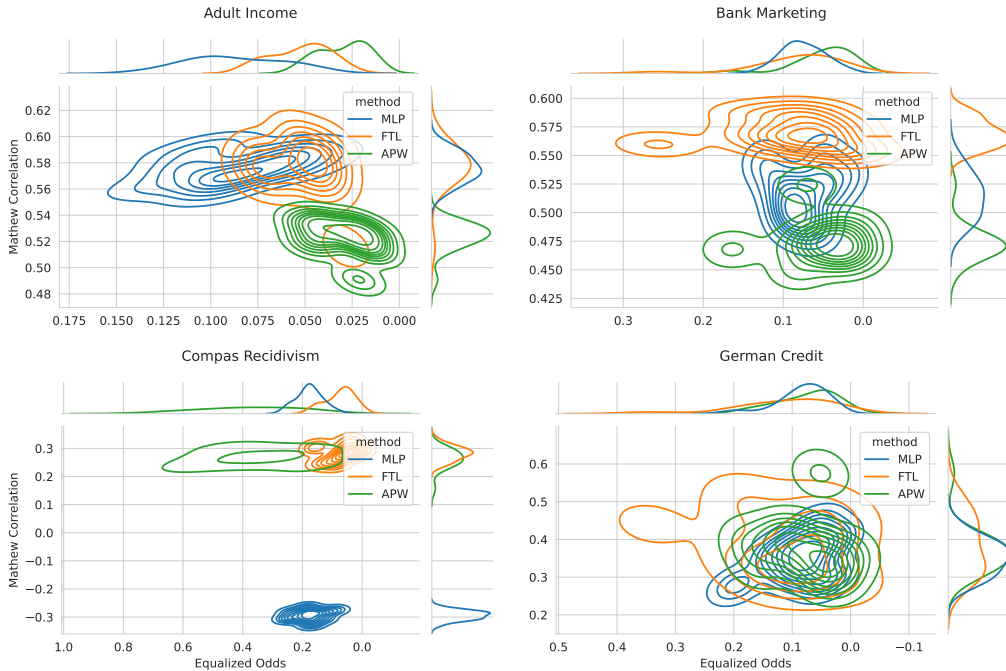 Adult Income
Bank Marketing
method
MLP
FTL
APW
method
MLP
FTL
APW
Mathew Correlation
0.62
0.60
0.58
0.56
0.54
0.52
0.50
0.48
0.600
0.575
0.550
0.525
0.500
0.475
0.450
0.425
0.175 0.150 0.125 0.100 0.075 0.050 0.025 0.000
0.3 0.2 0.1 0.0
Compas Recidivism
German Credit
method
MLP
FTL
APW
method
MLP
FTL
APW
Mathew Correlation
0.3
0.2
0.1
0.0
−0.1
−0.2
−0.3
0.6
0.5
0.4
0.3
0.2
1.0 0.8 0.6 0.4 0.2 0.0
0.5 0.4 0.3 0.2 0.1 0.0 −0.1
Equalized Odds
Equalized Odds